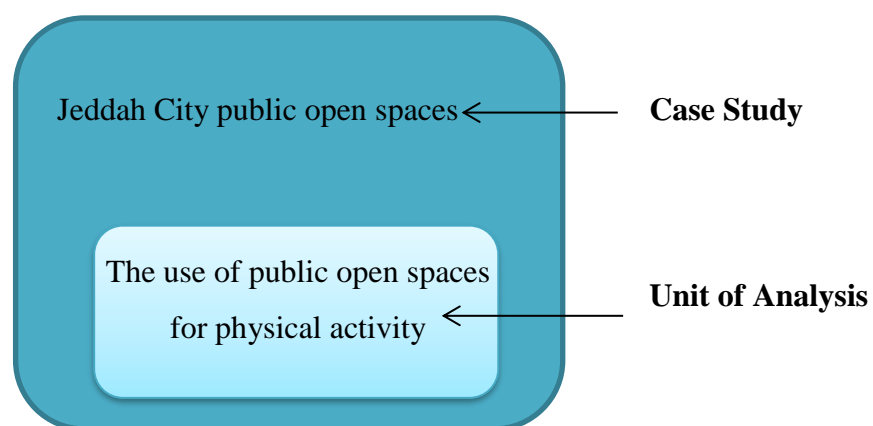 Jeddah City public open spaces
Case Study
The use of public open spaces
for physical activity
Unit of Analysis